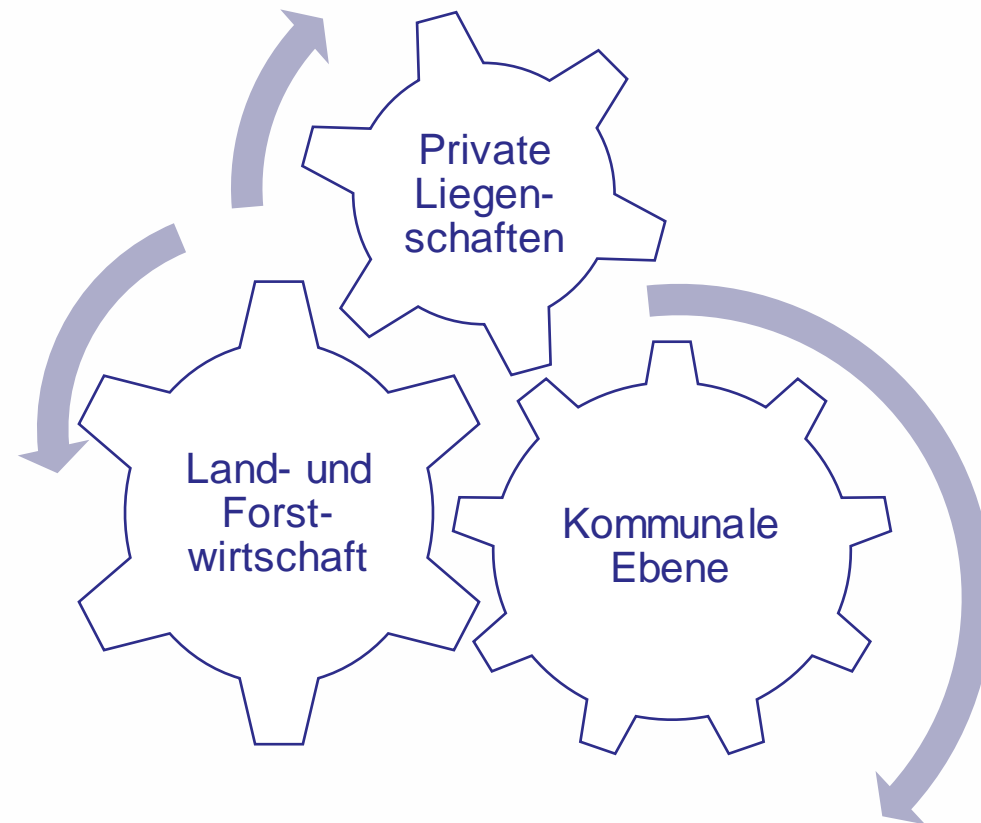 Private
Liegen-
schaften
Land- und
Forst-
wirtschaft
Kommunale
Ebene